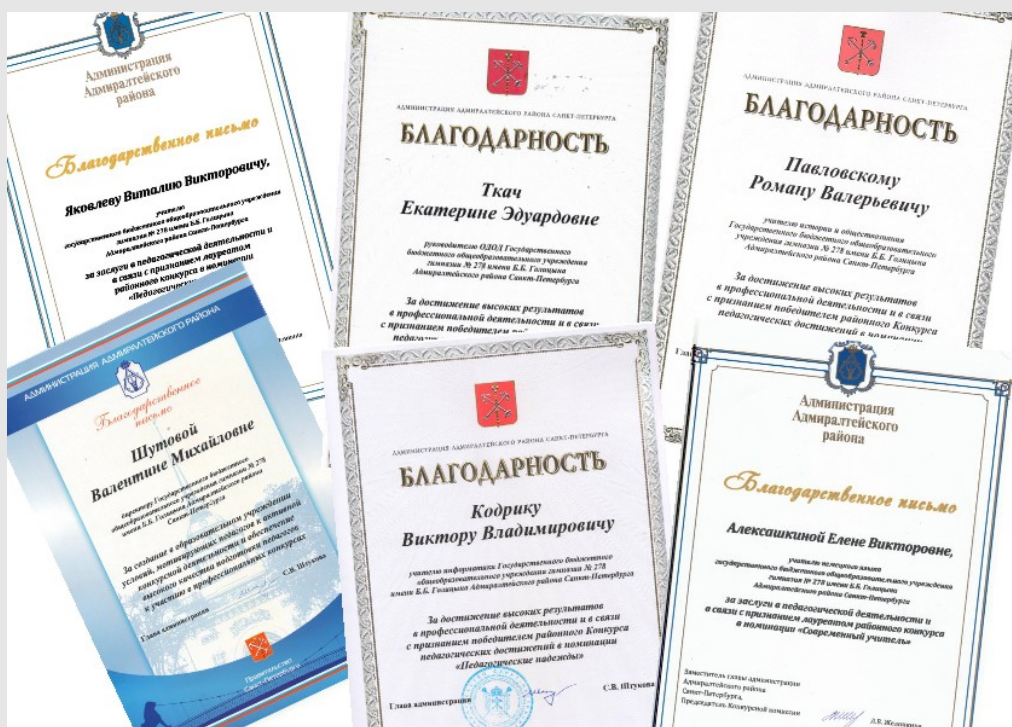 Администрация
Адмиралтейского
района
Благодарственное письмо
Яковлеву Виталию Викторовичу,
учителю
государственного бюджетного общеобразовательного учреждения
гимназия № 278 имени Б.Б. Голицына
Адмиралтейского района Санкт-Петербурга
за заслуги в педагогической деятельности и
в связи с признанием лауреатом
районного конкурса в номинации
АДМИНИСТРАЦИЯ АДМИРАЛТЕЙСКОГО РАЙОНА САНКТ-ПЕТЕРБУРГА
БЛАГОДАРНОСТЬ
Ткач
Екатерине Эдуардовне
руководителю ОДОД Государственного
бюджетного общеобразовательного учреждения
гимназии № 278 имени Б.Б. Голицына
Адмиралтейского района Санкт-Петербурга
За достижение высоких результатов
в профессиональной деятельности и в связи
с признанием победителем
АДМИНИСТРАЦИЯ АДМИРАЛТЕЙСКОГО РАЙОНА САНКТ-ПЕТЕРБУРГА
БЛАГОДАРНОСТЬ
Павловскому
Роману Валерьевичу
учителю истории и обществознания
Государственного бюджетного общеобразовательного
учреждения гимназии № 278 имени Б.Б. Голицына
Адмиралтейского района Санкт-Петербурга
За достижение высоких результатов
в профессиональной деятельности и в связи
с признанием победителем районного Конкурса
педагогических достижений в номинации
АДМИНИСТРАЦИЯ АДМИРАЛТЕЙСКОГО РАЙОНА
Благодарственное
письмо
Шутовой
Валентине Михайловне
директору Государственного бюджетного
общеобразовательного учреждения гимназии № 278
имени Б.Б. Голицына Адмиралтейского района
Санкт-Петербурга
За создание в образовательном учреждении
условий, мотивирующих педагогов к активной
конкурсной деятельности и обеспечение
высокого качества подготовки педагогов
к участию в профессиональных конкурсах
Глава администрации С.В. Штукова
Правительство
Санкт-Петербурга
АДМИНИСТРАЦИЯ АДМИРАЛТЕЙСКОГО РАЙОНА САНКТ-ПЕТЕРБУРГА
БЛАГОДАРНОСТЬ
Кодрику
Виктору Владимировичу
учителю информатики Государственного бюджетного
общеобразовательного учреждения гимназии № 278
имени Б.Б. Голицына Адмиралтейского района Санкт-Петербурга
За достижение высоких результатов
в профессиональной деятельности и в связи
с признанием победителем районного Конкурса
педагогических достижений в номинации
«Педагогические надежды»
Глава администрации С.В. Штукова
Администрация
Адмиралтейского
района
Благодарственное письмо
Алексашкиной Елене Викторовне,
учителю немецкого языка
государственного бюджетного общеобразовательного учреждения
гимназия № 278 имени Б.Б. Голицына
Адмиралтейского района Санкт-Петербурга
за заслуги в педагогической деятельности и
в связи с признанием лауреатом районного конкурса
в номинации «Современный учитель»
Заместитель главы администрации
Адмиралтейского района
Санкт-Петербурга,
Председатель Конкурсной комиссии